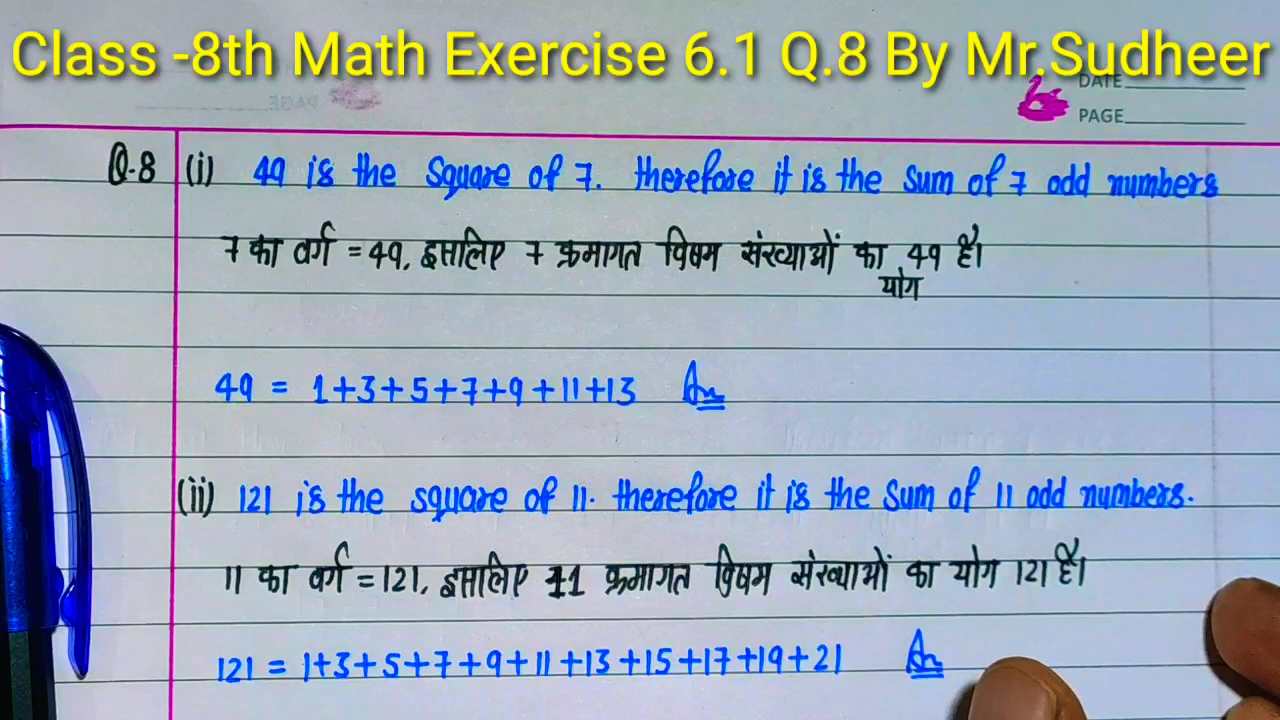 Class -8th Math Exercise 6.1 Q.8 By Mr.Sudheer
DATE
PAGE
PAGE
Q.8 (i) 49 is the square of 7. therefore it is the sum of 7 odd numbers
7 का वर्ग = 49, इसलिए 7 क्रमागत विषम संख्याओं का योग 49 है।
49 = 1+3+5+7+9+11+13 Ans
(ii) 121 is the square of 11. therefore it is the sum of 11 odd numbers.
11 का वर्ग = 121, इसलिए 11 क्रमागत विषम संख्याओं का योग 121 है।
121 = 1+3+5+7+9+11+13+15+17+19+21 Ans